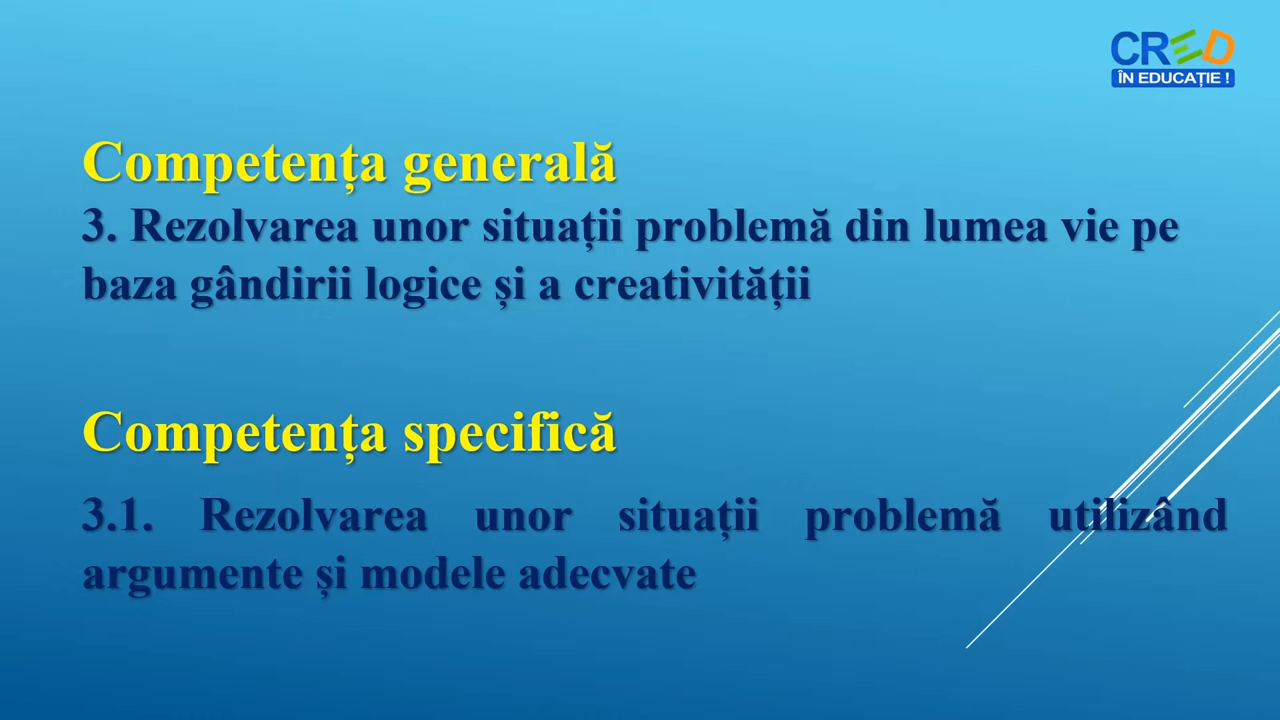 CRED
ÎN EDUCAȚIE !
Competența generală
3. Rezolvarea unor situații problemă din lumea vie pe
baza gândirii logice și a creativității
Competența specifică
3.1. Rezolvarea unor situații problemă utilizând
argumente și modele adecvate